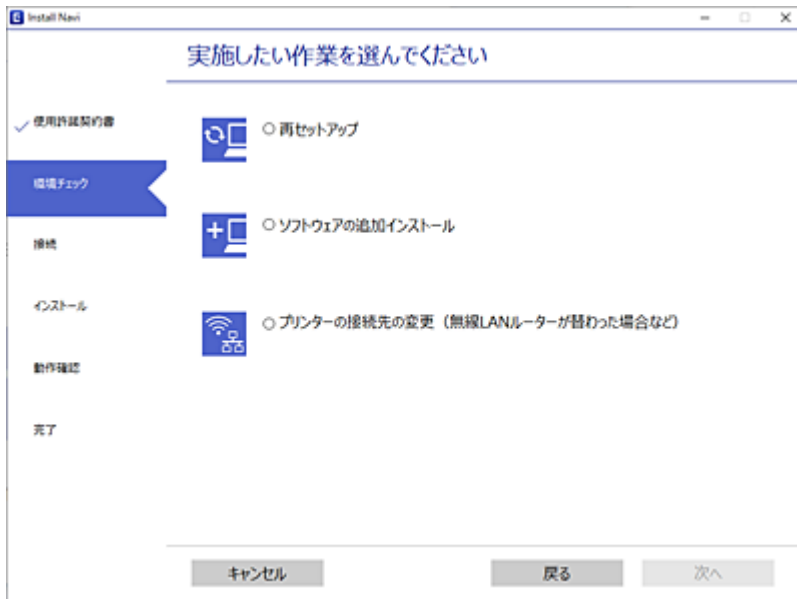 Install Navi
実施したい作業を選んでください
使用許諾契約書
環境チェック
接続
インストール
動作確認
完了
再セットアップ
ソフトウェアの追加インストール
プリンターの接続先の変更（無線LANルーターが替わった場合など）
キャンセル
戻る
次へ